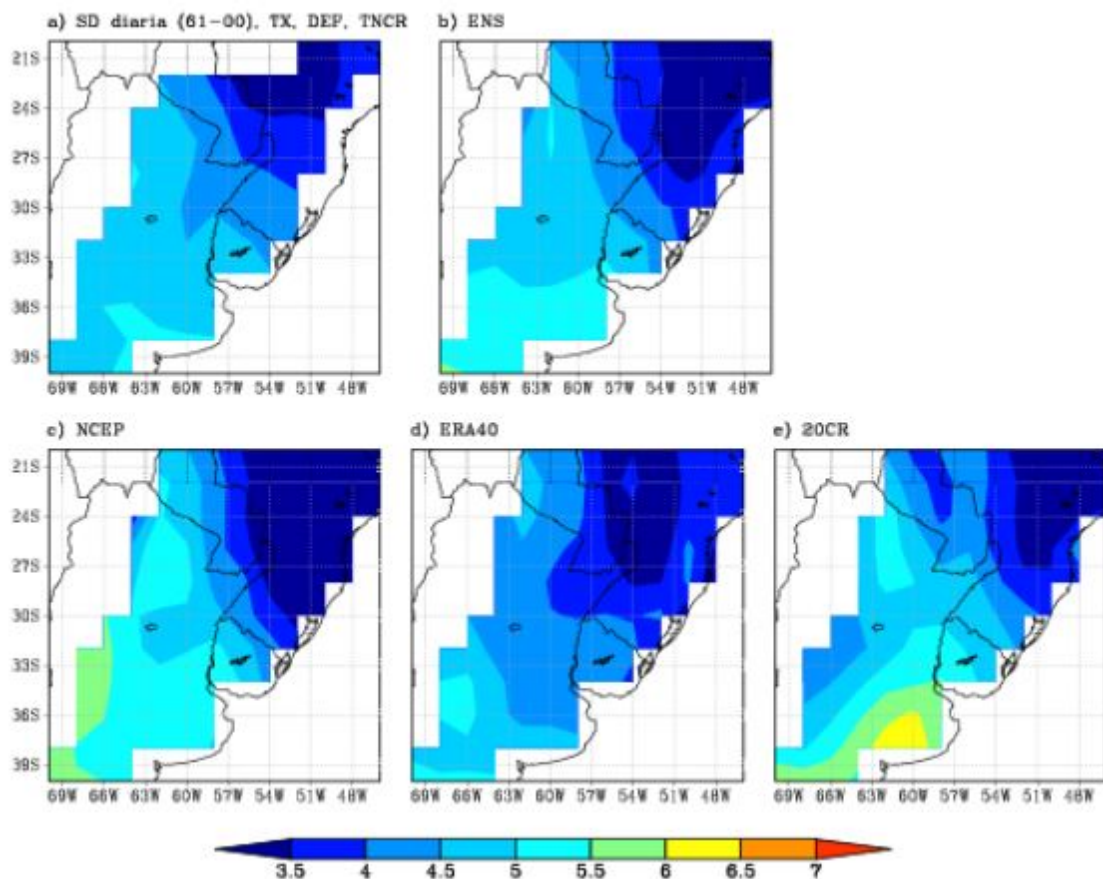 a) SD diaria (61-00), TX, DEF, TNCR
b) ENS
21S
24S
27S
30S
33S
36S
39S
69W 66W 63W 60W 57W 54W 51W 48W
69W 66W 63W 60W 57W 54W 51W 48W
c) NCEP
d) ERA40
e) 20CR
21S
24S
27S
30S
33S
36S
39S
69W 66W 63W 60W 57W 54W 51W 48W
69W 66W 63W 60W 57W 54W 51W 48W
69W 66W 63W 60W 57W 54W 51W 48W
3.5 4 4.5 5 5.5 6 6.5 7